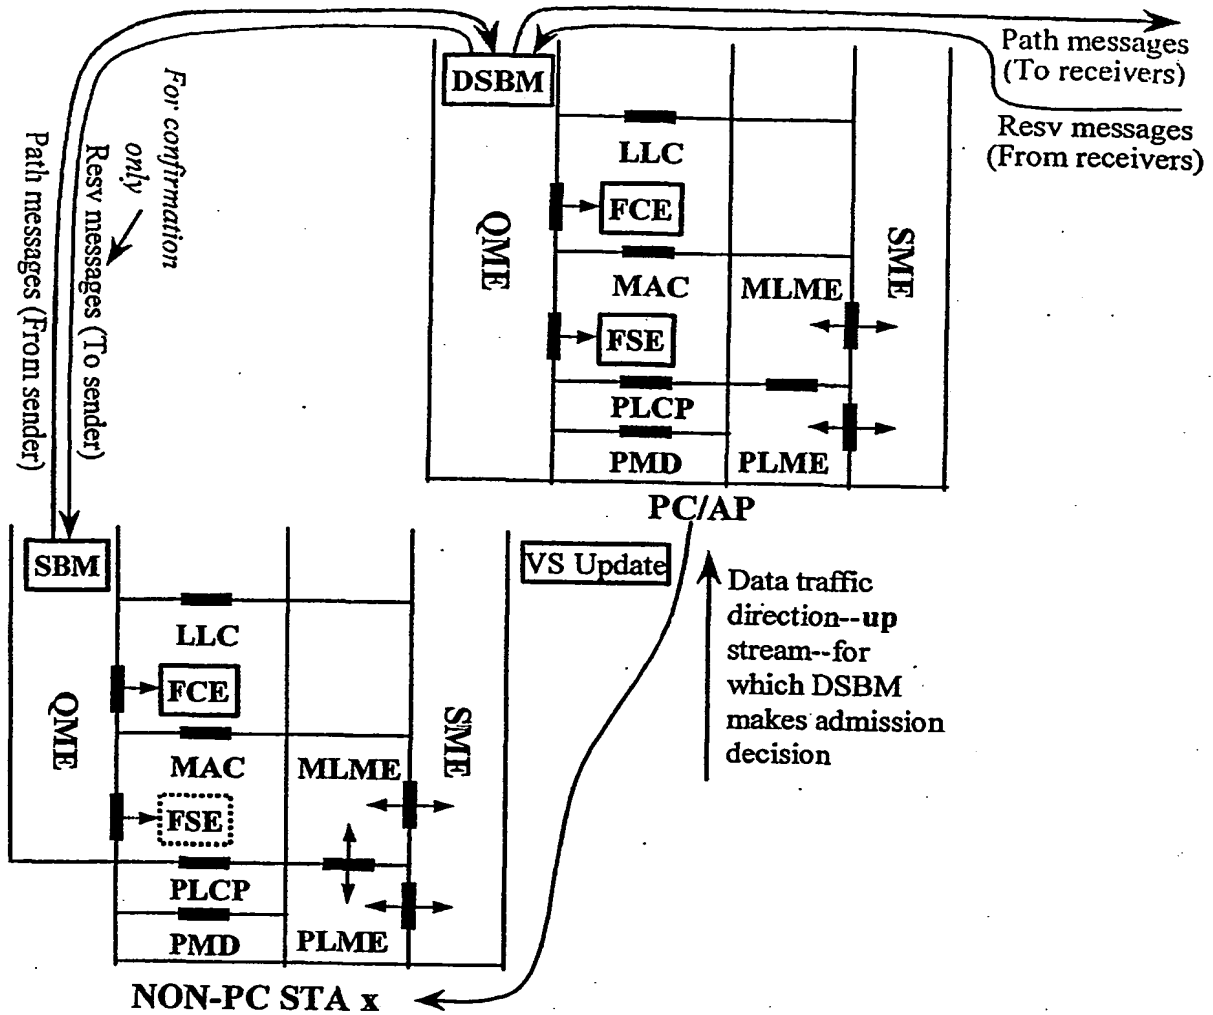 Path messages
(To receivers)
Resv messages
(From receivers)
DSBM
LLC
FCE
QME
SME
MAC
MLME
FSE
PLCP
PMD
PLME
PC/AP
For confirmation
only
Resv messages (To sender)
Path messages (From sender)
VS Update
Data traffic
direction--up
stream--for
which DSBM
makes admission
decision
SBM
LLC
FCE
QME
SME
MAC
MLME
FSE
PLCP
PMD
PLME
NON-PC STA x